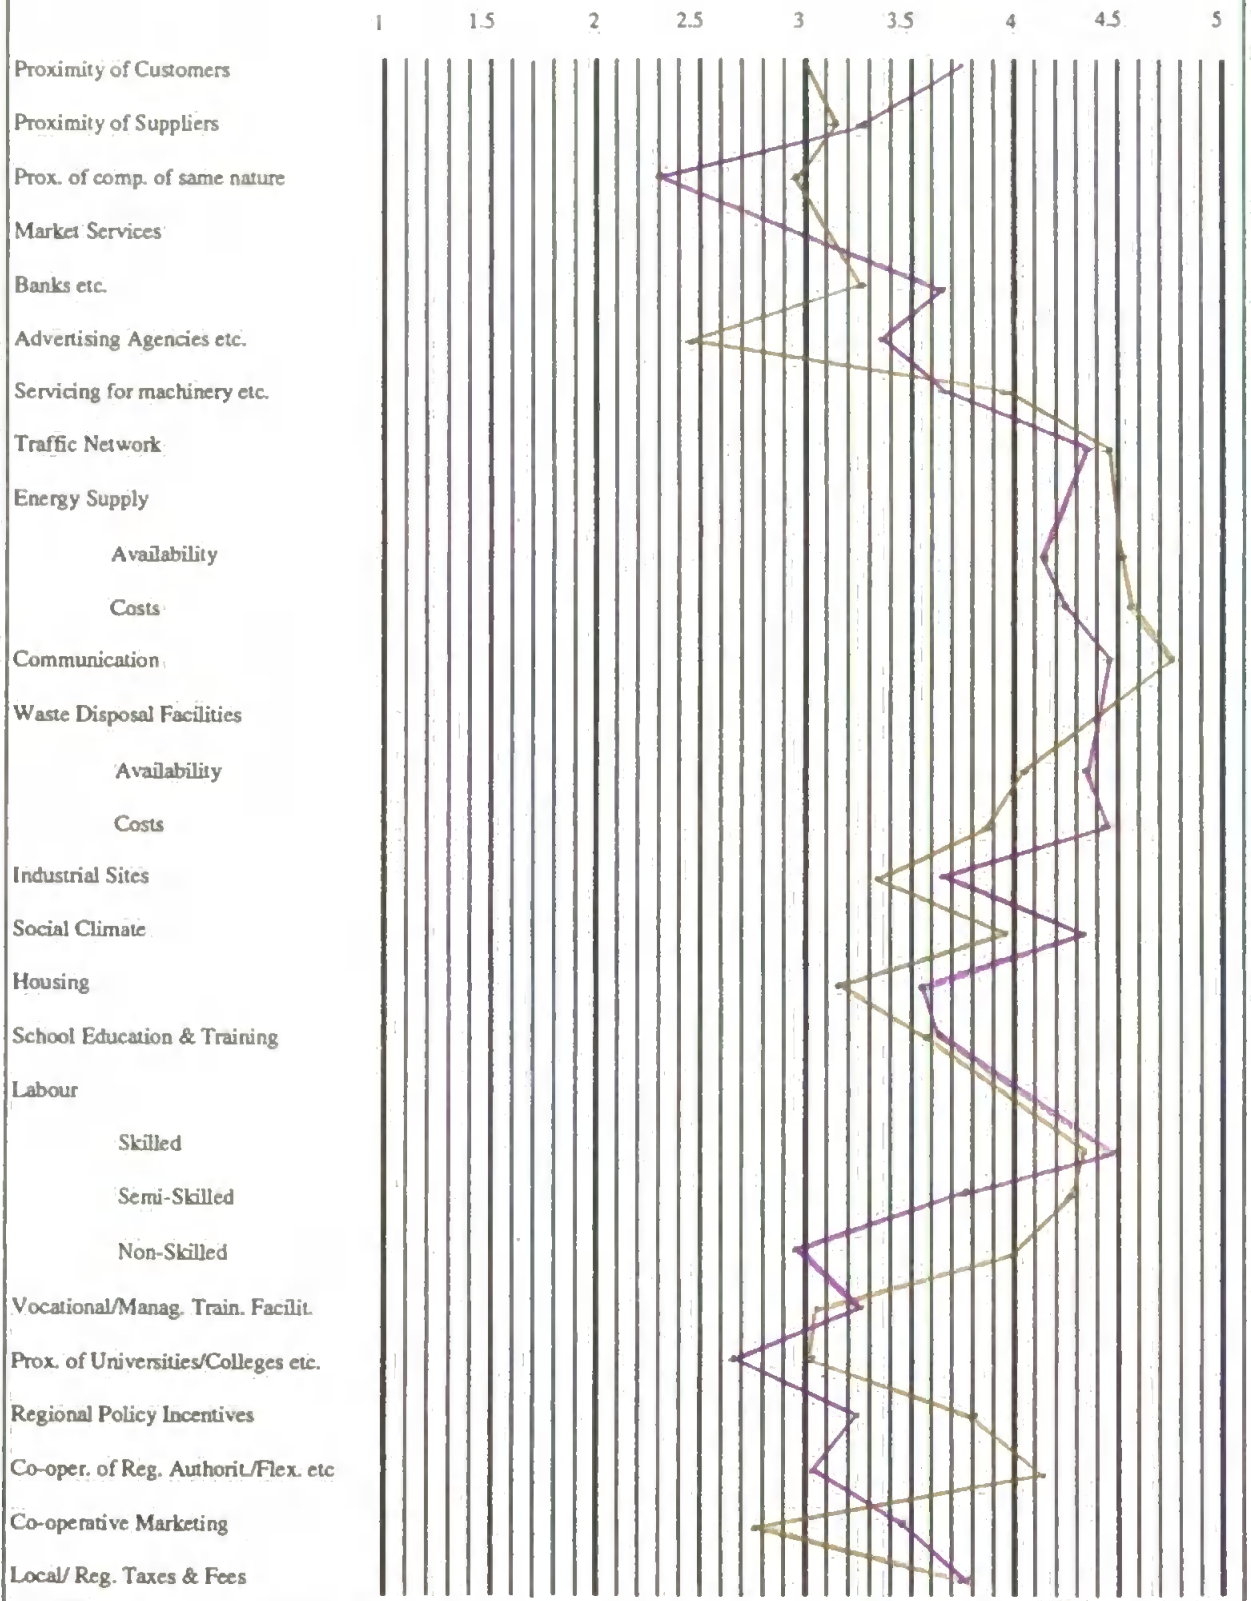 1 1.5 2 2.5 3 3.5 4 4.5 5
Proximity of Customers
Proximity of Suppliers
Prox. of comp. of same nature
Market Services
Banks etc.
Advertising Agencies etc.
Servicing for machinery etc.
Traffic Network
Energy Supply
Availability
Costs
Communication
Waste Disposal Facilities
Availability
Costs
Industrial Sites
Social Climate
Housing
School Education & Training
Labour
Skilled
Semi-Skilled
Non-Skilled
Vocational/Manag. Train. Facilit.
Prox. of Universities/Colleges etc.
Regional Policy Incentives
Co-oper. of Reg. Authorit./Flex. etc
Co-operative Marketing
Local/ Reg. Taxes & Fees